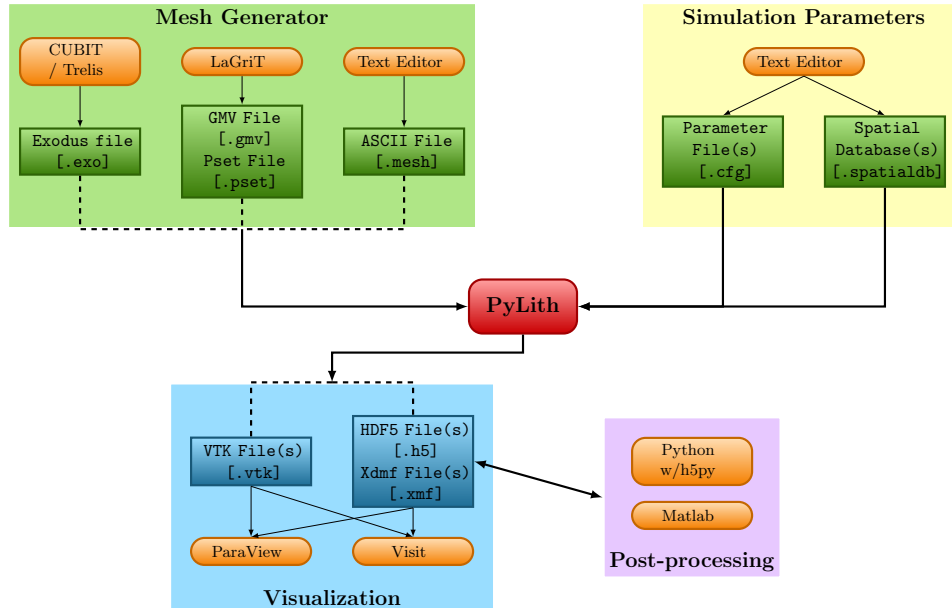 Mesh Generator
CUBIT
/ Trelis
LaGriT
Text Editor
Exodus file
[.exo]
GMV File
[.gmv]
Pset File
[.pset]
ASCII File
[.mesh]
Simulation Parameters
Text Editor
Parameter
File(s)
[.cfg]
Spatial
Database(s)
[.spatialdb]
PyLith
VTK File(s)
[.vtk]
HDF5 File(s)
[.h5]
Xdmf File(s)
[.xmf]
ParaView
Visit
Visualization
Python
w/h5py
Matlab
Post-processing